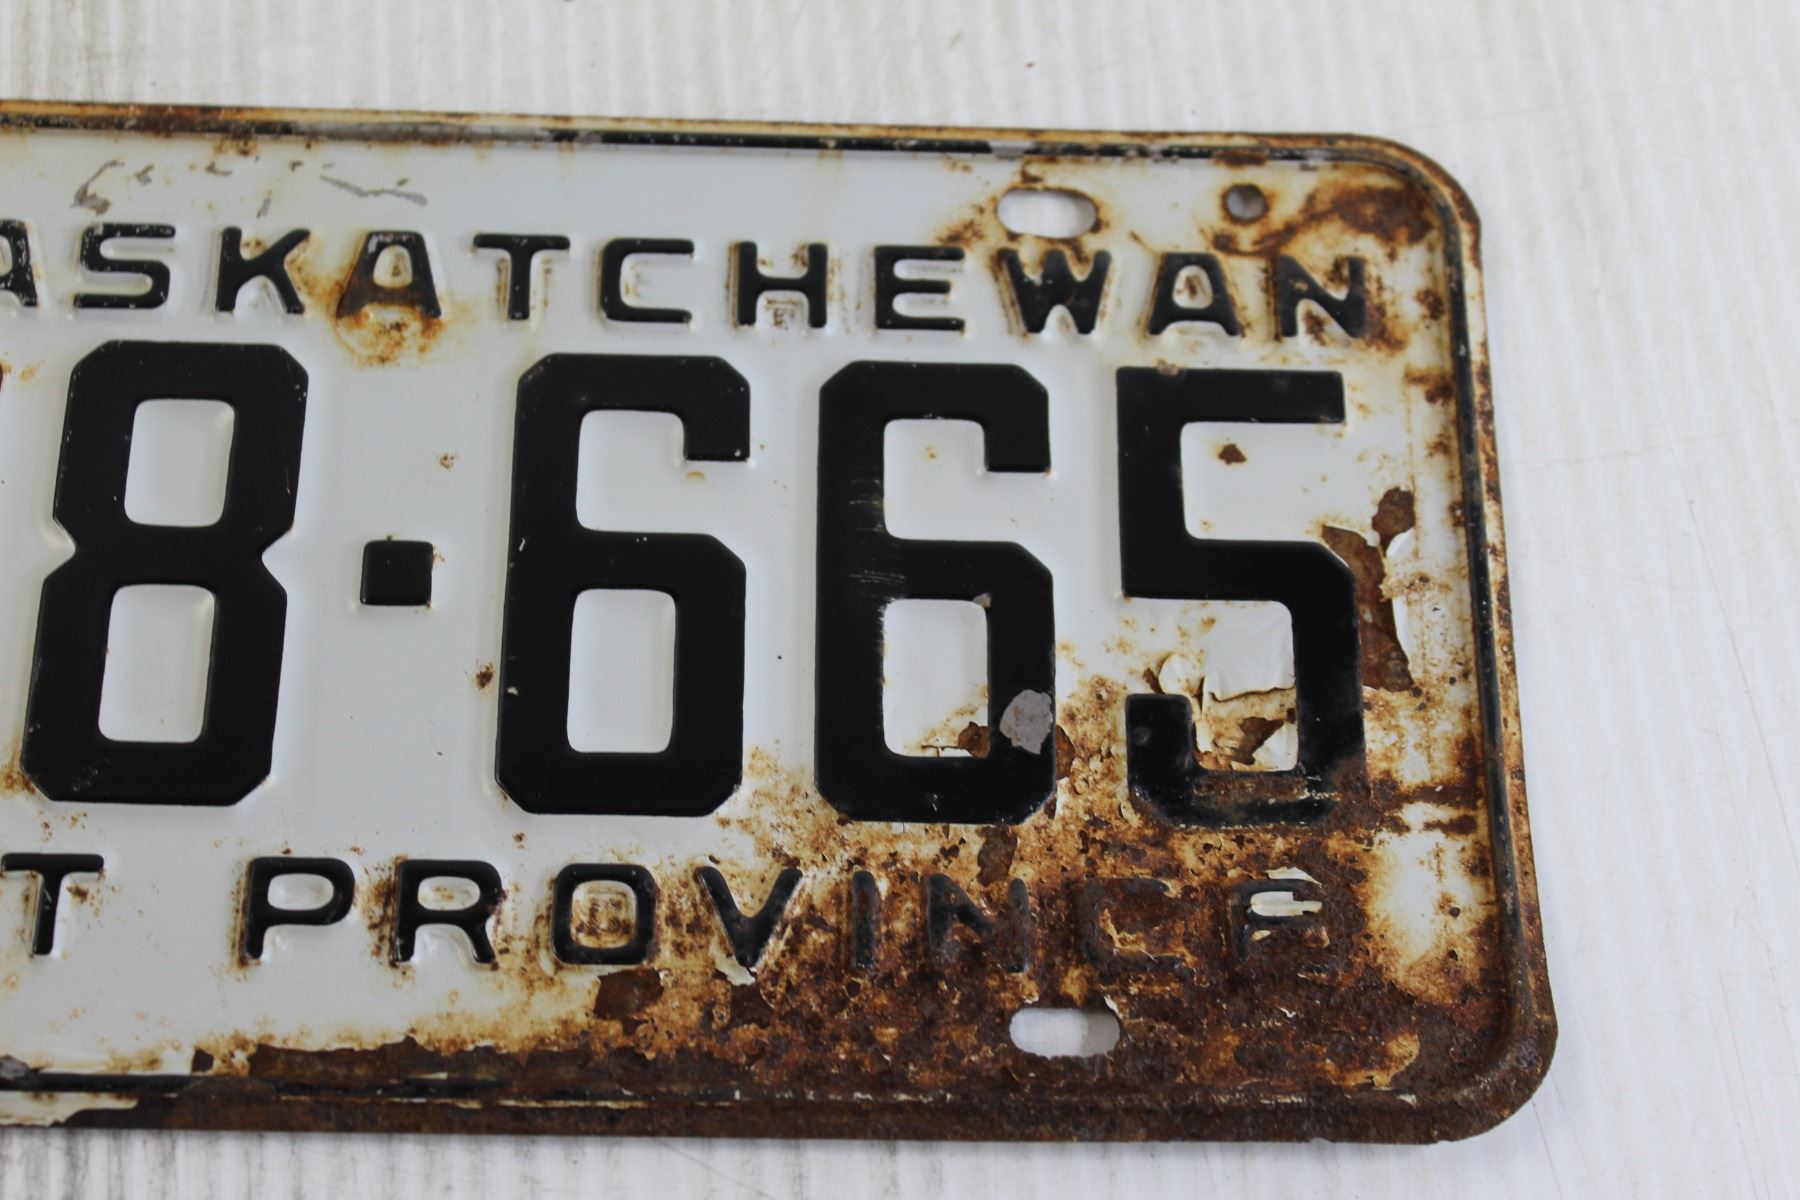 ASKATCHEWAN
8·665
T PROVINCE